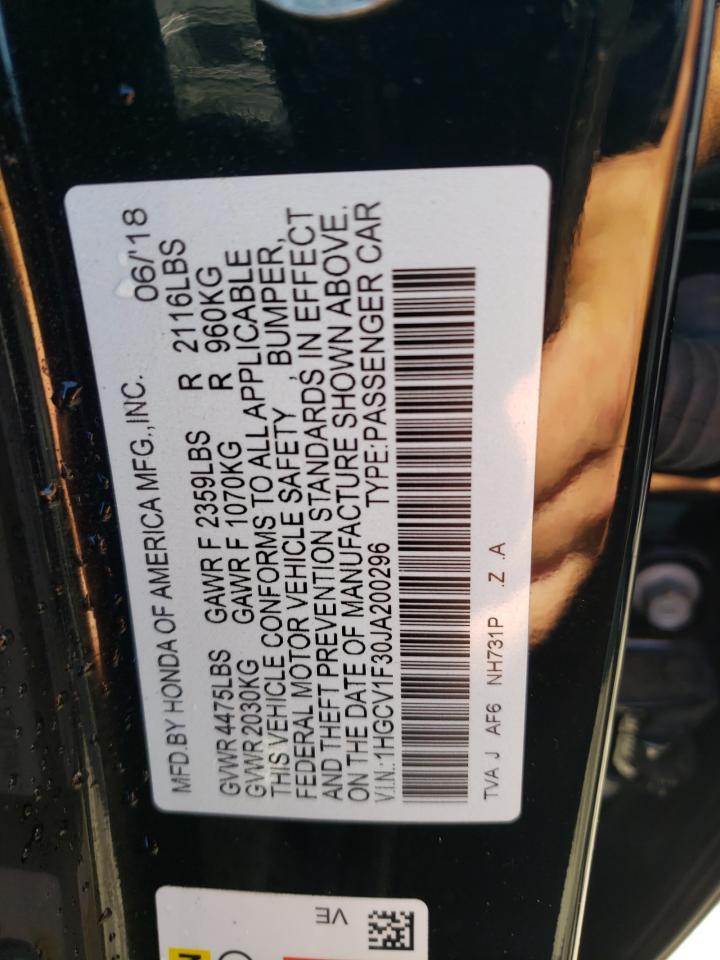 MFD.BY HONDA OF AMERICA MFG.,INC. 06/'18
GVWR 4475LBS GAWR F 2359LBS R 2116LBS
GVWR 2030KG GAWR F 1070KG R 960KG
THIS VEHICLE CONFORMS TO ALL APPLICABLE
FEDERAL MOTOR VEHICLE SAFETY , BUMPER,
AND THEFT PREVENTION STANDARDS IN EFFECT
ON THE DATE OF MANUFACTURE SHOWN ABOVE.
V.I.N.:1HGCV1F30JA200296 TYPE:PASSENGER CAR
TVA J AF6 NH731P .Z .A
VE